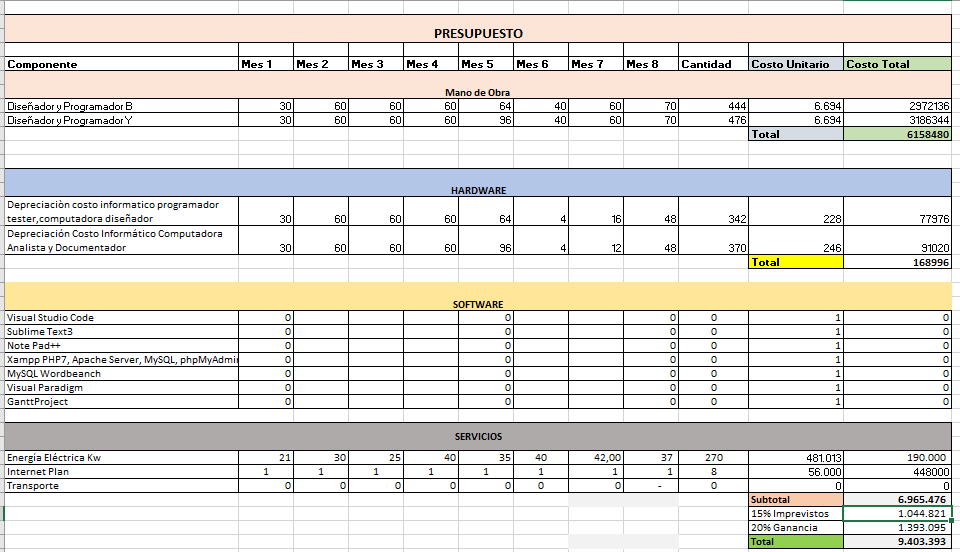 PRESUPUESTO
Componente Mes 1 Mes 2 Mes 3 Mes 4 Mes 5 Mes 6 Mes 7 Mes 8 Cantidad Costo Unitario Costo Total
Mano de Obra
Diseñador y Programador B 30 60 60 60 64 40 60 70 444 6.694 2972136
Diseñador y Programador Y 30 60 60 60 96 40 60 70 476 6.694 3186344
Total 6158480
HARDWARE
Depreciaciòn costo informatico programador
tester,computadora diseñador 30 60 60 60 64 4 16 48 342 228 77976
Depreciación Costo Informático Computadora
Analista y Documentador 30 60 60 60 96 4 12 48 370 246 91020
Total 168996
SOFTWARE
Visual Studio Code 0 0 0 0 1 0
Sublime Text3 0 0 0 0 1 0
Note Pad++ 0 0 0 0 1 0
Xampp PHP7, Apache Server, MySQL, phpMyAdmi 0 0 0 0 1 0
MySQL Wordbeanch 0 0 0 0 1 0
Visual Paradigm 0 0 0 0 1 0
GanttProject 0 0 0 0 1 0
SERVICIOS
Energia Eléctrica Kw 21 30 25 40 35 40 42,00 37 270 481.013 190.000
Internet Plan 1 1 1 1 1 1 1 1 8 56.000 448000
Transporte 0 0 0 0 0 0 0 - 0 0 0
Subtotal 6.965.476
15% Imprevistos 1.044.821
20% Ganancia 1.393.095
Total 9.403.393